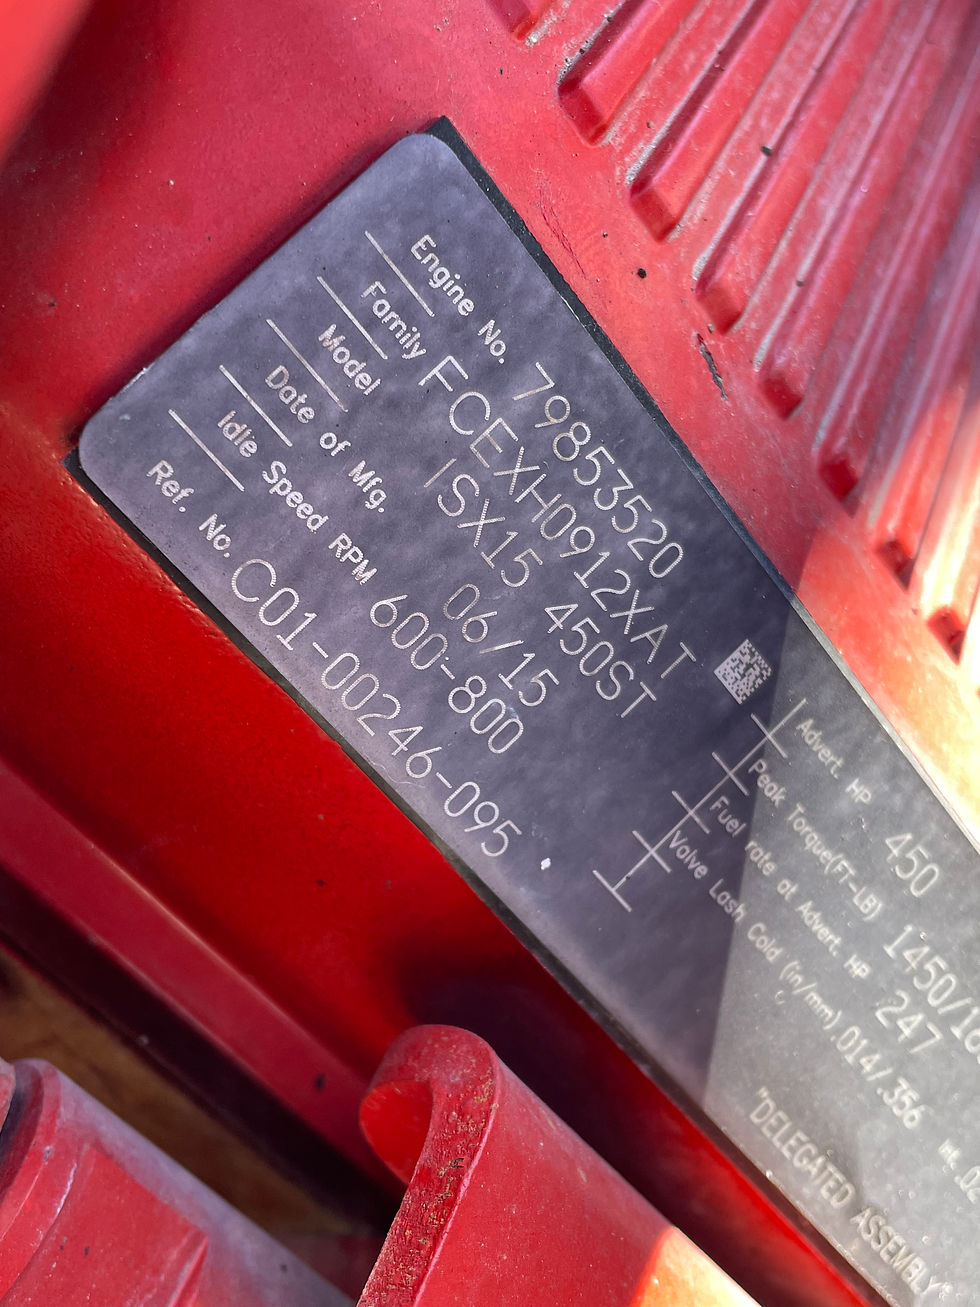 Engine No. 79853520
Family FCEXH0912XAT
Model ISX15 450ST
Date of Mfg. 06/15
Idle Speed RPM 600-800
Ref. No. C01-00246-095
Advert. HP 450
Peak Torque(FT-LB) 1450/
Fuel rate at Advert. HP 247
Valve Lash Cold (in/mm) .014/.356
"DELEGATED ASSEMBLY"